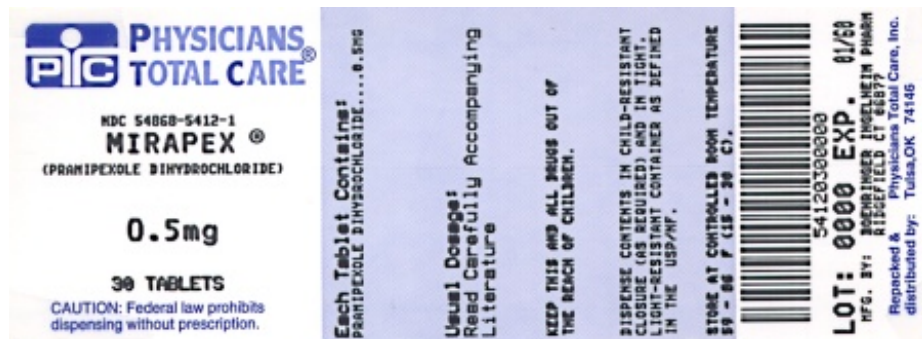 PTC PHYSICIANS
TOTAL CARE®
NDC 54868-5412-1
MIRAPEX ®
(PRAMIPEXOLE DIHYDROCHLORIDE)
0.5mg
30 TABLETS
CAUTION: Federal law prohibits
dispensing without prescription.
Each Tablet Contains:
PRAMIPEXOLE DIHYDROCHLORIDE....0.5MG
Usual Dosage:
Read Carefully Accompanying
Literature
KEEP THIS AND ALL DRUGS OUT OF
THE REACH OF CHILDREN.
DISPENSE CONTENTS IN CHILD-RESISTANT
CLOSURE (AS REQUIRED) AND IN TIGHT,
LIGHT-RESISTANT CONTAINER AS DEFINED
IN THE USP/NF.
STORE AT CONTROLLED ROOM TEMPERATURE
59 - 86 F (15 - 30 C).
5412030000
LOT: 0000 EXP. 01/60
MFG. BY: BOEHRINGER INGELHEIM PHARM
RIDGEFIELD CT 06877
Repacked & Physicians Total Care, Inc.
distributed by: Tulsa, OK 74146